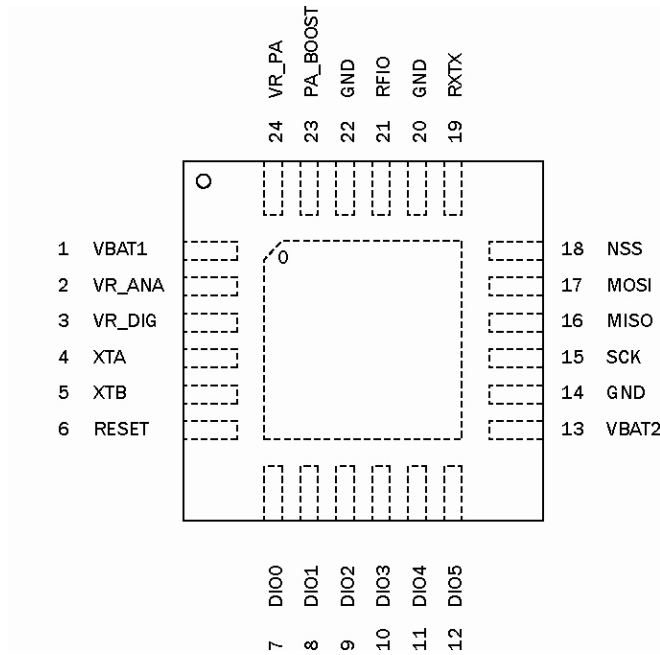 VR_PA
PA_BOOST
GND
RFIO
GND
RXTX
24
23
22
21
20
19
1 VBAT1
2 VR_ANA
3 VR_DIG
4 XTA
5 XTB
6 RESET
0
18 NSS
17 MOSI
16 MISO
15 SCK
14 GND
13 VBAT2
DIO0
DIO1
DIO2
DIO3
DIO4
DIO5
7
8
9
10
11
12